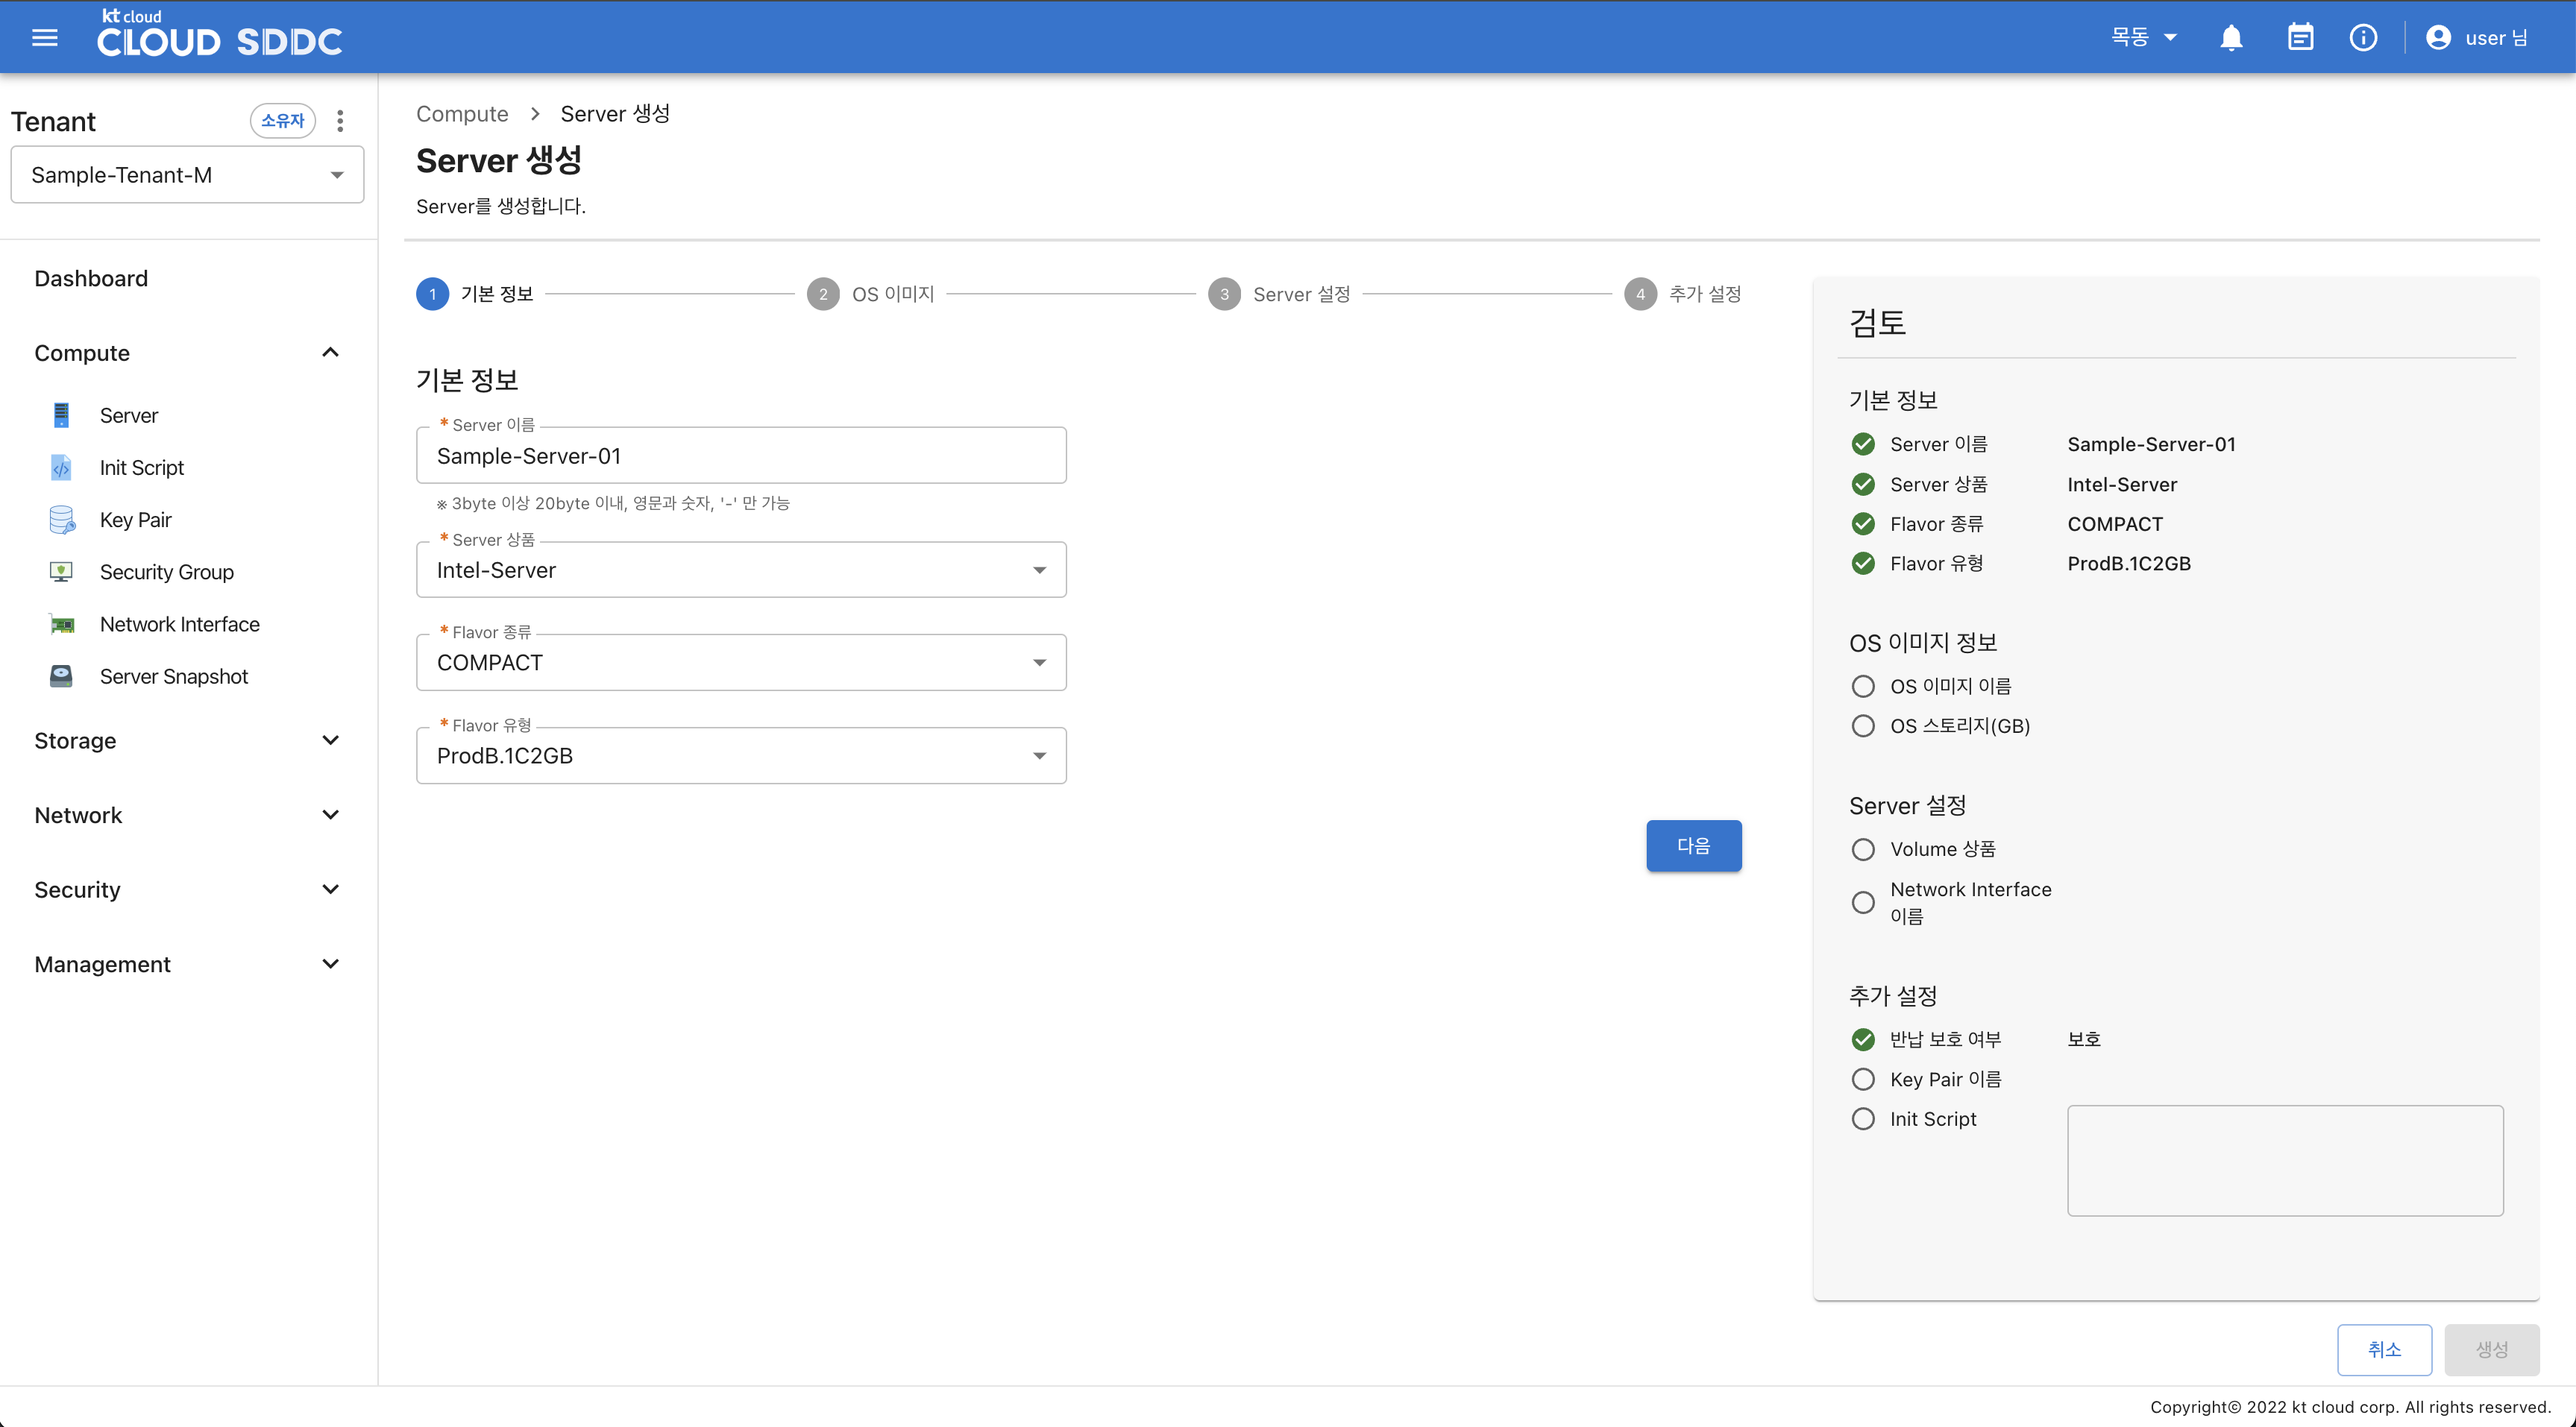 kt cloud
CLOUD SDDC
목동
user 님
Tenant
소유자
Sample-Tenant-M
Dashboard
Compute
Server
Init Script
Key Pair
Security Group
Network Interface
Server Snapshot
Storage
Network
Security
Management
Compute > Server 생성
Server 생성
Server를 생성합니다.
1 기본 정보
2 OS 이미지
3 Server 설정
4 추가 설정
기본 정보
* Server 이름
Sample-Server-01
※ 3byte 이상 20byte 이내, 영문과 숫자, '-' 만 가능
* Server 상품
Intel-Server
* Flavor 종류
COMPACT
* Flavor 유형
ProdB.1C2GB
다음
검토
기본 정보
Server 이름 Sample-Server-01
Server 상품 Intel-Server
Flavor 종류 COMPACT
Flavor 유형 ProdB.1C2GB
OS 이미지 정보
OS 이미지 이름
OS 스토리지(GB)
Server 설정
Volume 상품
Network Interface
이름
추가 설정
반납 보호 여부 보호
Key Pair 이름
Init Script
취소
생성
Copyright© 2022 kt cloud corp. All rights reserved.